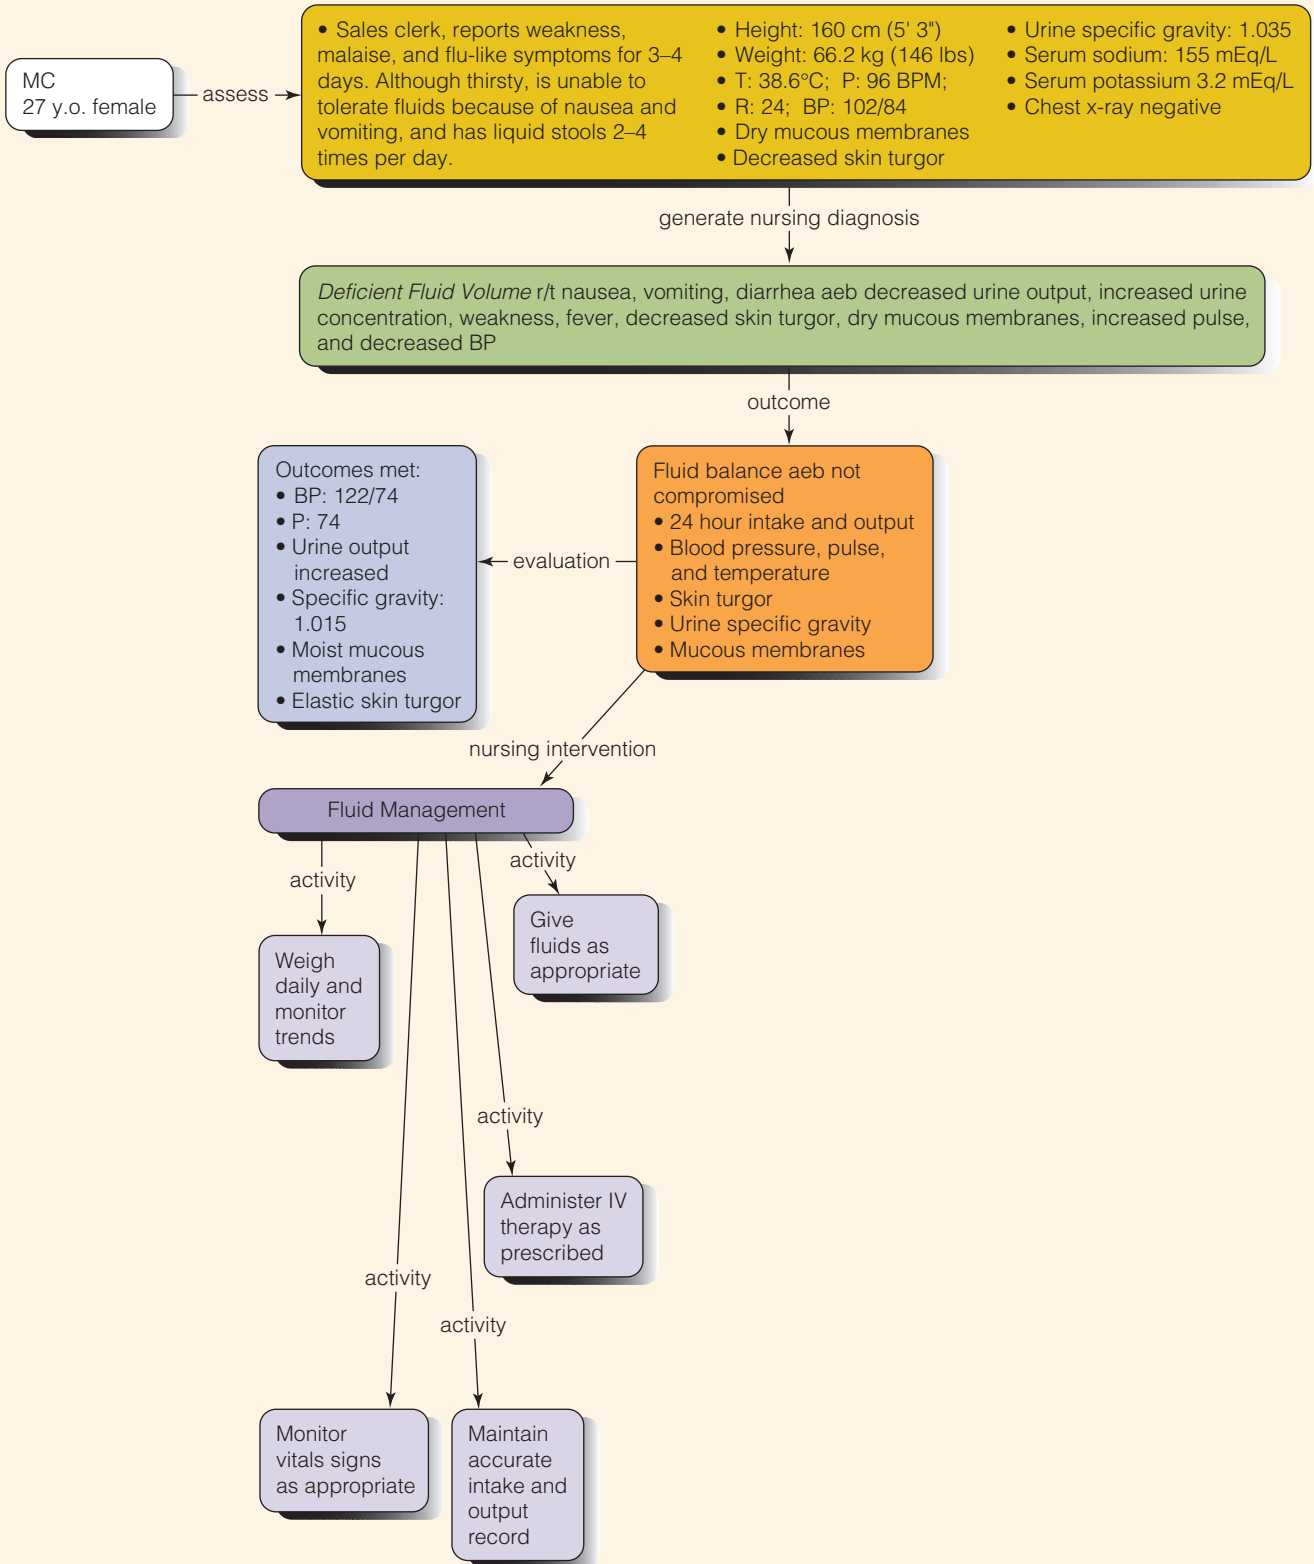 MC
27 y.o. female
assess
• Sales clerk, reports weakness,
malaise, and flu-like symptoms for 3–4
days. Although thirsty, is unable to
tolerate fluids because of nausea and
vomiting, and has liquid stools 2–4
times per day.
• Height: 160 cm (5' 3")
• Weight: 66.2 kg (146 lbs)
• T: 38.6°C; P: 96 BPM;
• R: 24; BP: 102/84
• Dry mucous membranes
• Decreased skin turgor
• Urine specific gravity: 1.035
• Serum sodium: 155 mEq/L
• Serum potassium 3.2 mEq/L
• Chest x-ray negative
generate nursing diagnosis
Deficient Fluid Volume r/t nausea, vomiting, diarrhea aeb decreased urine output, increased urine
concentration, weakness, fever, decreased skin turgor, dry mucous membranes, increased pulse,
and decreased BP
outcome
Outcomes met:
• BP: 122/74
• P: 74
• Urine output
increased
• Specific gravity:
1.015
• Moist mucous
membranes
• Elastic skin turgor
evaluation
Fluid balance aeb not
compromised
• 24 hour intake and output
• Blood pressure, pulse,
and temperature
• Skin turgor
• Urine specific gravity
• Mucous membranes
nursing intervention
Fluid Management
activity
activity
Give
fluids as
appropriate
Weigh
daily and
monitor
trends
activity
Administer IV
therapy as
prescribed
activity
activity
Monitor
vitals signs
as appropriate
Maintain
accurate
intake and
output
record